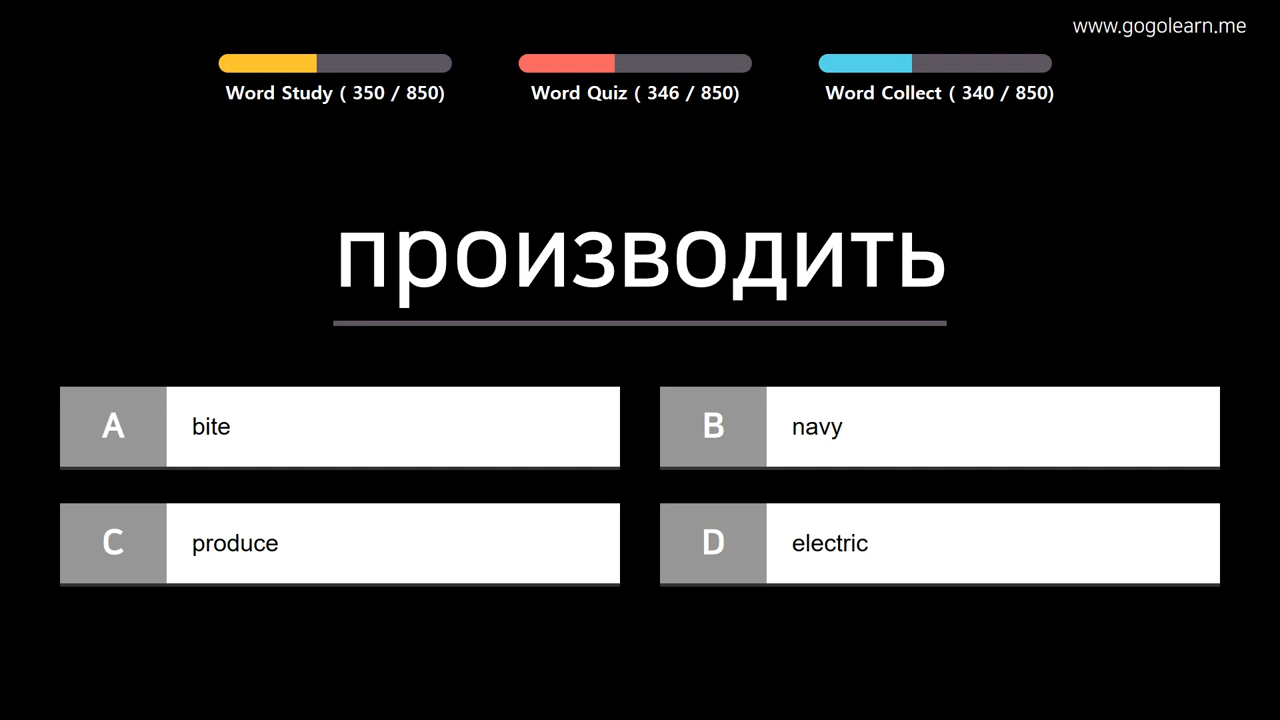 www.gogolearn.me
Word Study ( 350 / 850)
Word Quiz ( 346 / 850)
Word Collect ( 340 / 850)
производить
A bite
B navy
C produce
D electric